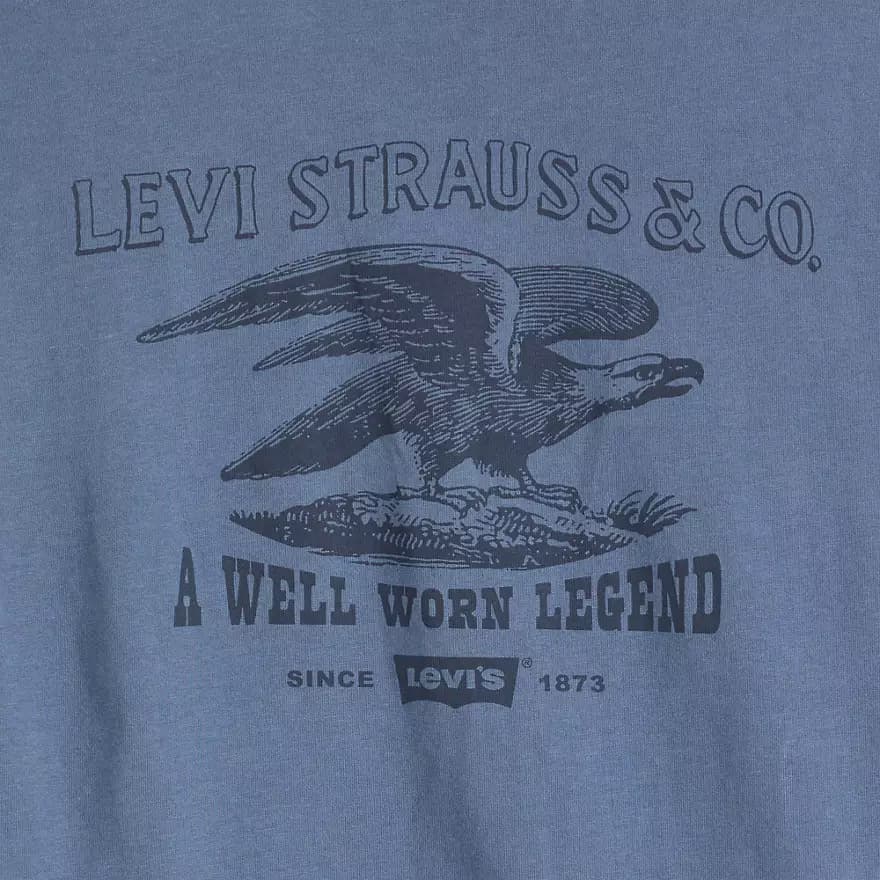 LEVI STRAUSS & CO.
A WELL WORN LEGEND
SINCE LEVI'S® 1873